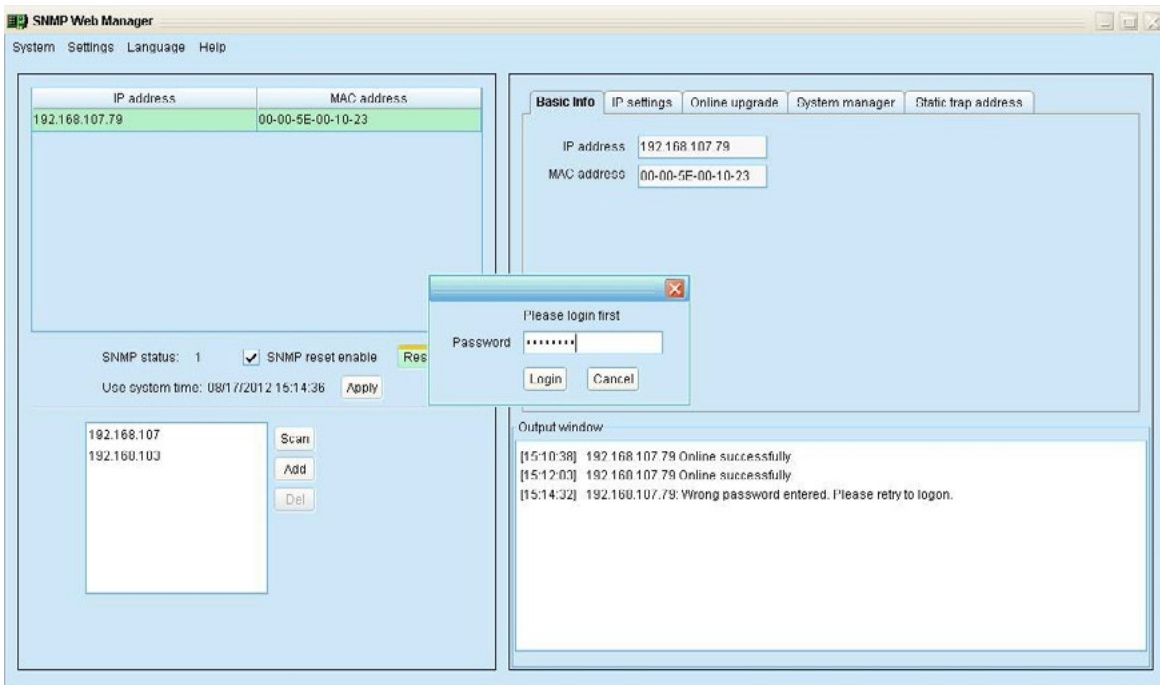 SNMP Web Manager
System Settings Language Help
IP address MAC address
192.168.107.79 00-00-5E-00-10-23
SNMP status: 1 SNMP reset enable Res
Use system time: 08/17/2012 15:14:36 Apply
192.168.107
192.168.103
Scan
Add
Del
Basic Info IP settings Online upgrade System manager Static trap address
IP address 192.168.107.79
MAC address 00-00-5E-00-10-23
Please login first
Password ••••••••
Login Cancel
Output window
[15:10:38] 192.168.107.79 Online successfully
[15:12:03] 192.168.107.79 Online successfully
[15:14:32] 192.168.107.79: Wrong password entered. Please retry to logon.